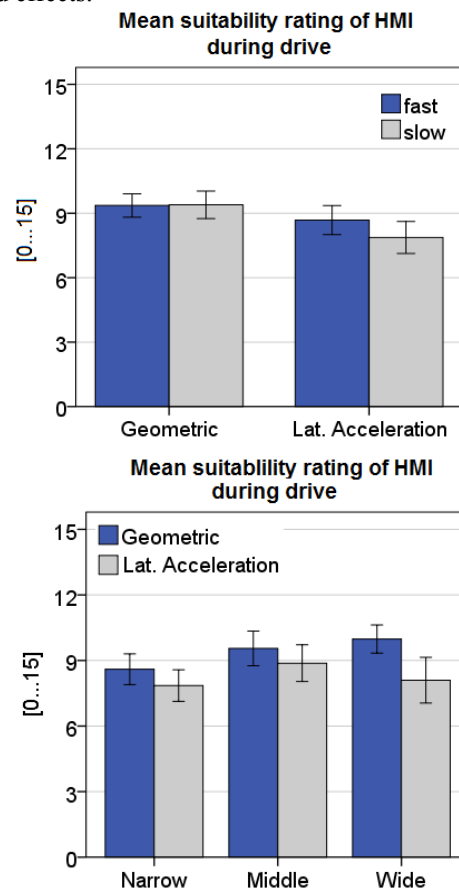 effects.
Mean suitability rating of HMI
during drive
15
fast
slow
12
9
[0...15]
6
3
0
Geometric
Lat. Acceleration
Mean suitablility rating of HMI
during drive
15
Geometric
Lat. Acceleration
12
9
[0...15]
6
3
0
Narrow Middle Wide